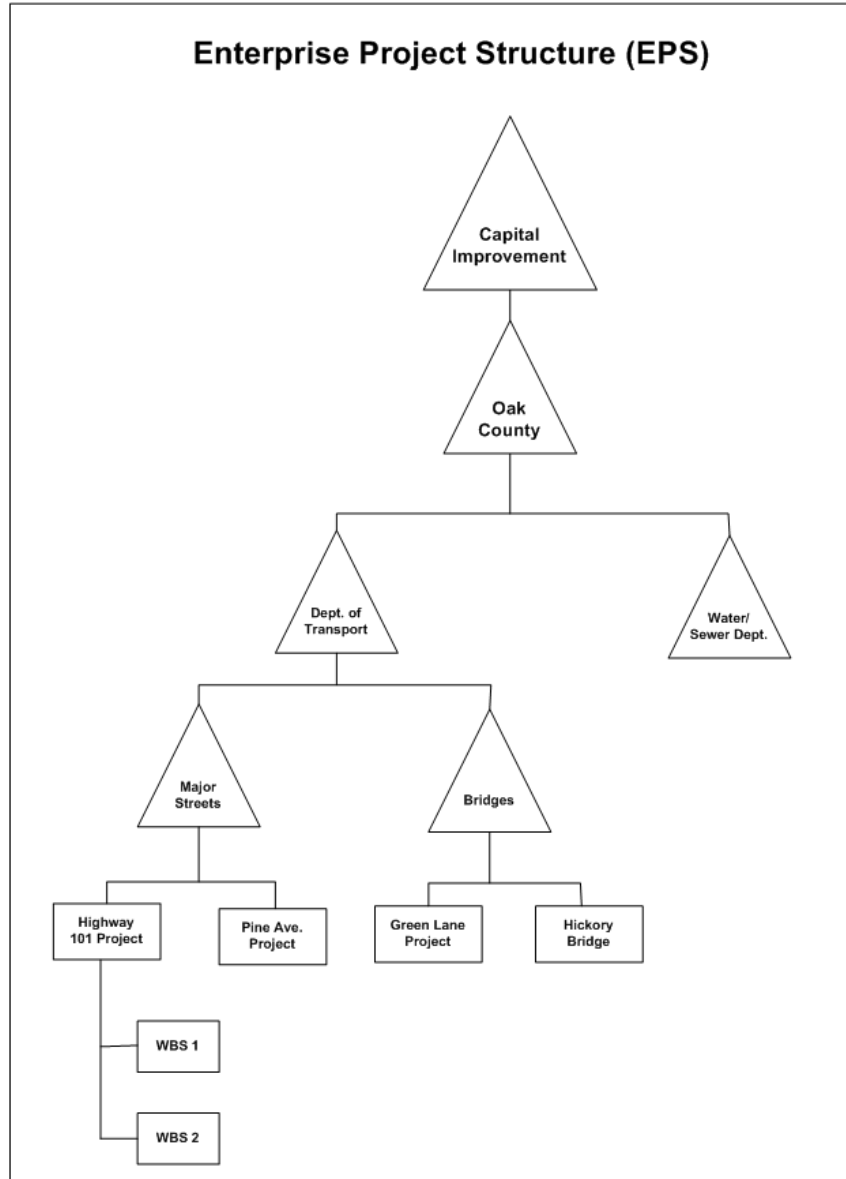 Enterprise Project Structure (EPS)
Capital
Improvement
Oak
County
Dept. of
Transport
Water/
Sewer Dept.
Major
Streets
Bridges
Highway
101 Project
Pine Ave.
Project
Green Lane
Project
Hickory
Bridge
WBS 1
WBS 2